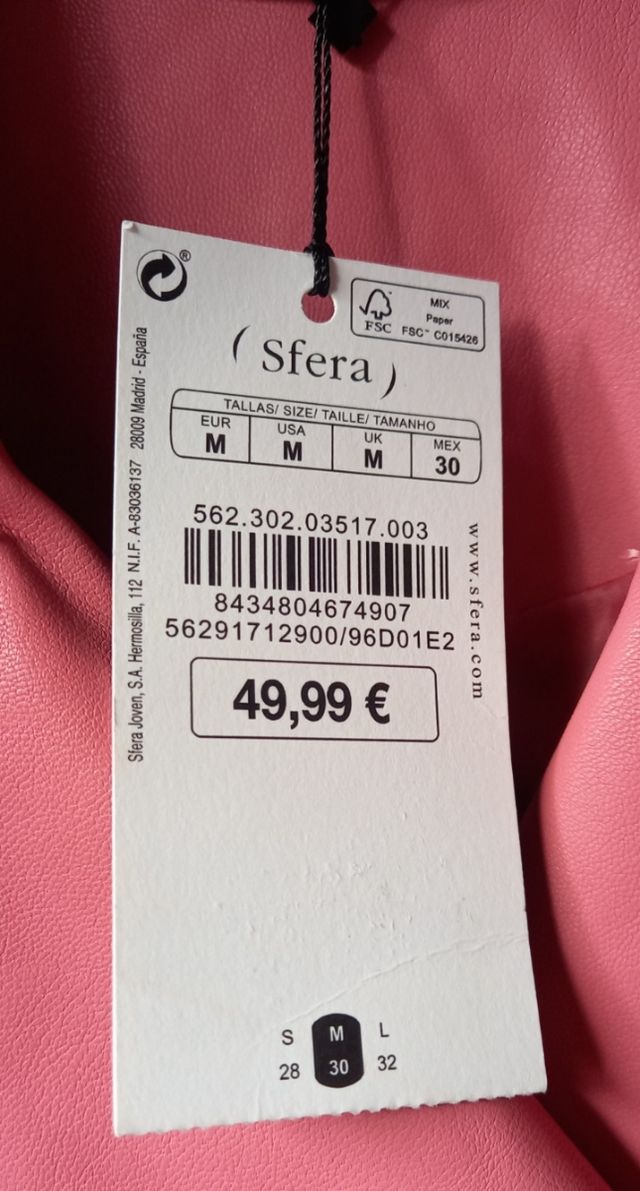 ®
MIX
Paper
FSC
FSC™ C015426
( Sfera )
TALLAS/ SIZE/ TAILLE/ TAMANHO
EUR USA UK MEX
M M M 30
562.302.03517.003
8434804674907
56291712900/96D01E2
49,99 €
www.sfera.com
Sfera Joven, S.A. Hermosilla, 112 N.I.F. A-83036137 28009 Madrid - España
S M L
28 30 32